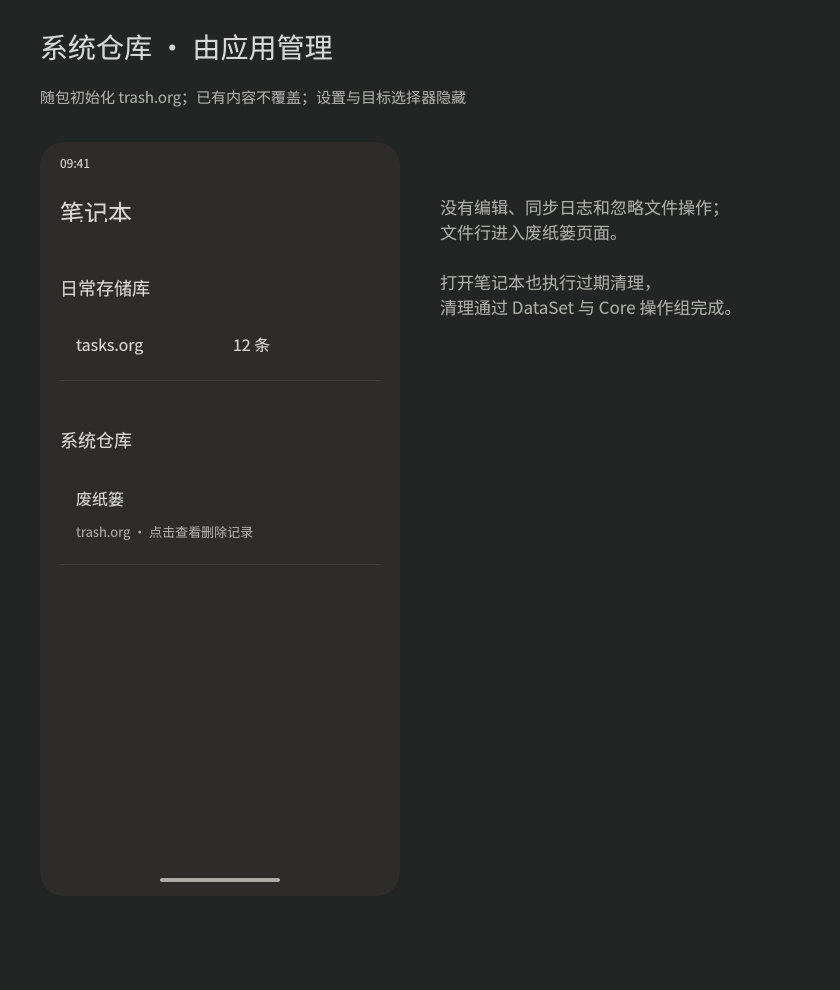 系统仓库 · 由应用管理
随包初始化 trash.org；已有内容不覆盖；设置与目标选择器隐藏
09:41
笔记本
日常存储库
tasks.org 12 条
系统仓库
废纸篓
trash.org · 点击查看删除记录
没有编辑、同步日志和忽略文件操作；
文件行进入废纸篓页面。
打开笔记本也执行过期清理，
清理通过 DataSet 与 Core 操作组完成。